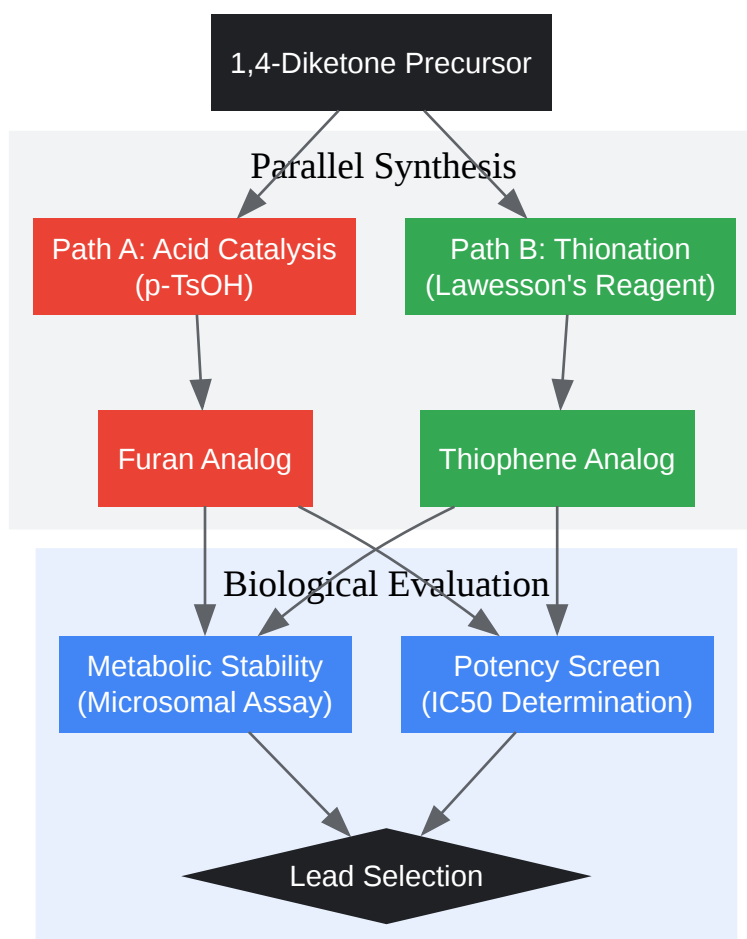 1,4-Diketone Precursor
Parallel Synthesis
Path A: Acid Catalysis
(p-TsOH)
Path B: Thionation
(Lawesson's Reagent)
Furan Analog
Thiophene Analog
Biological Evaluation
Metabolic Stability
(Microsomal Assay)
Potency Screen
(IC50 Determination)
Lead Selection